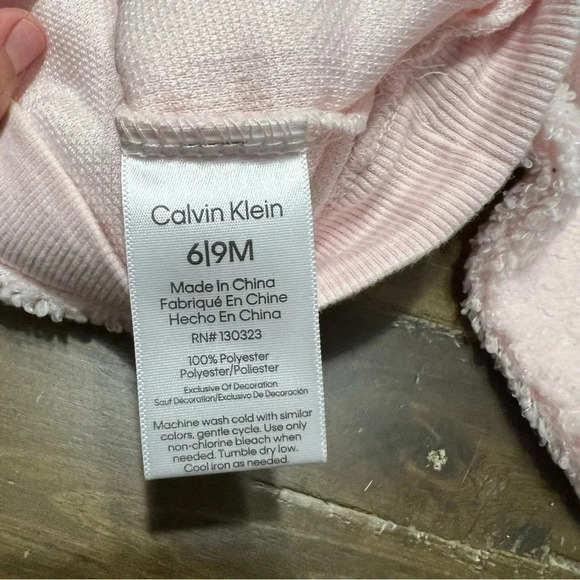 Calvin Klein
6|9M
Made In China
Fabriqué En Chine
Hecho En China
RN# 130323
100% Polyester
Polyester/Poliester
Exclusive Of Decoration
Sauf Décoration/Exclusivo De Decoración
Machine wash cold with similar
colors, gentle cycle. Use only
non-chlorine bleach when
needed. Tumble dry low.
Cool iron as needed.